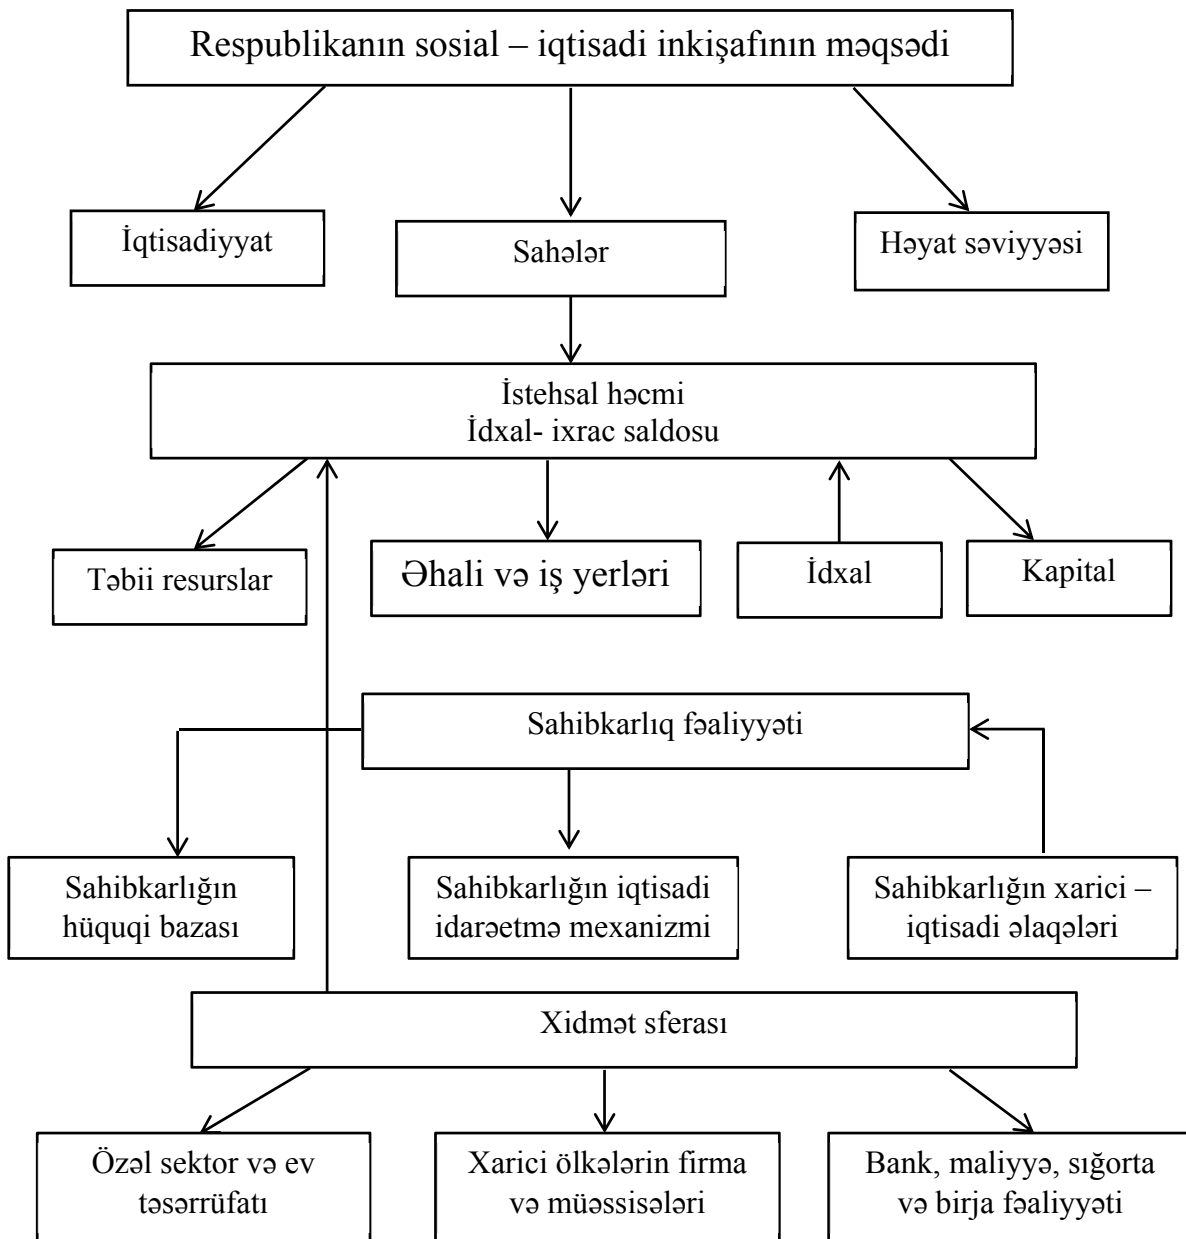 Respublikanın sosial – iqtisadi inkişafının məqsədi
İqtisadiyyat
Sahələr
Həyat səviyyəsi
İstehsal həcmi
İdxal- ixrac saldosu
Təbii resurslar
Əhali və iş yerləri
İdxal
Kapital
Sahibkarlıq fəaliyyəti
Sahibkarlığın
hüquqi bazası
Sahibkarlığın iqtisadi
idarəetmə mexanizmi
Sahibkarlığın xarici –
iqtisadi əlaqələri
Xidmət sferası
Özəl sektor və ev
təsərrüfatı
Xarici ölkələrin firma
və müəssisələri
Bank, maliyyə, sığorta
və birja fəaliyyəti